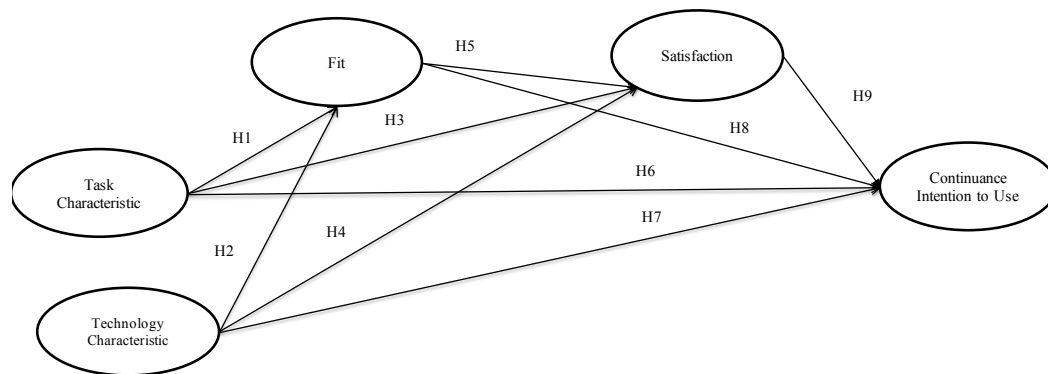 H5
Satisfaction
Fit
H9
H1
H3
H8
Task
Characteristic
H6
Continuance
Intention to Use
H7
H2
H4
Technology
Characteristic